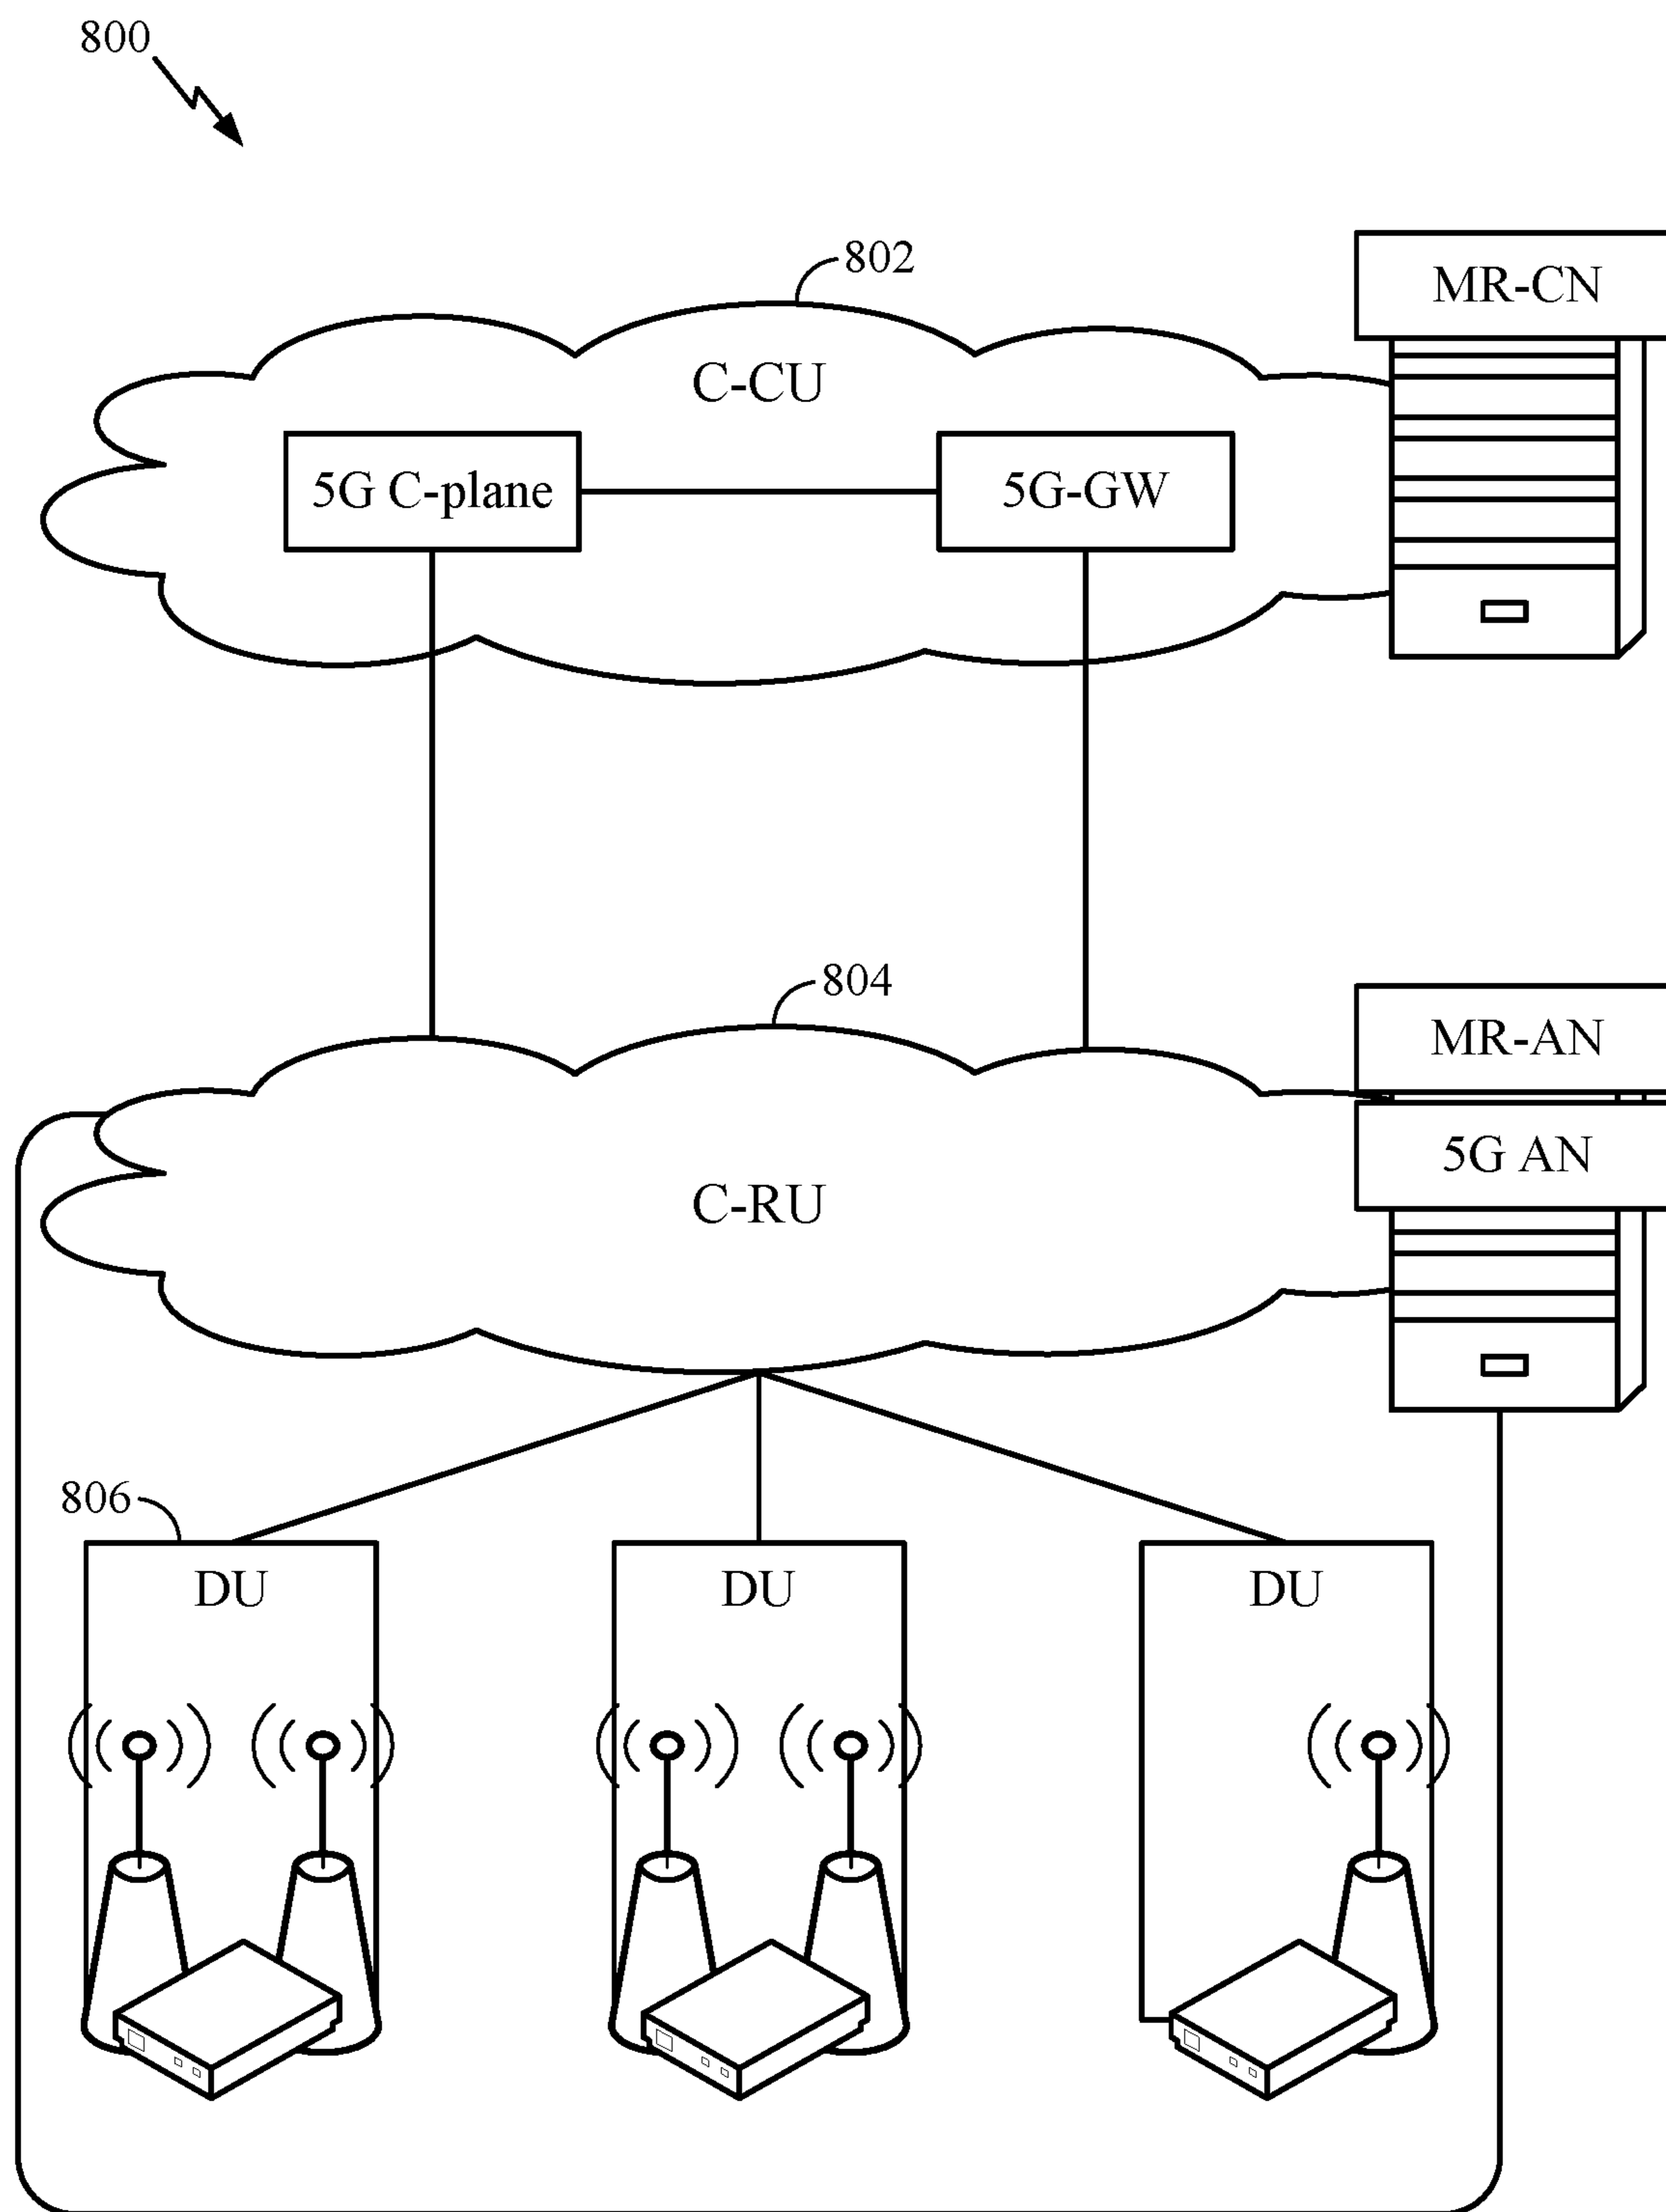 800
802
MR-CN
C-CU
5G C-plane
5G-GW
804
MR-AN
5G AN
C-RU
806
DU
DU
DU